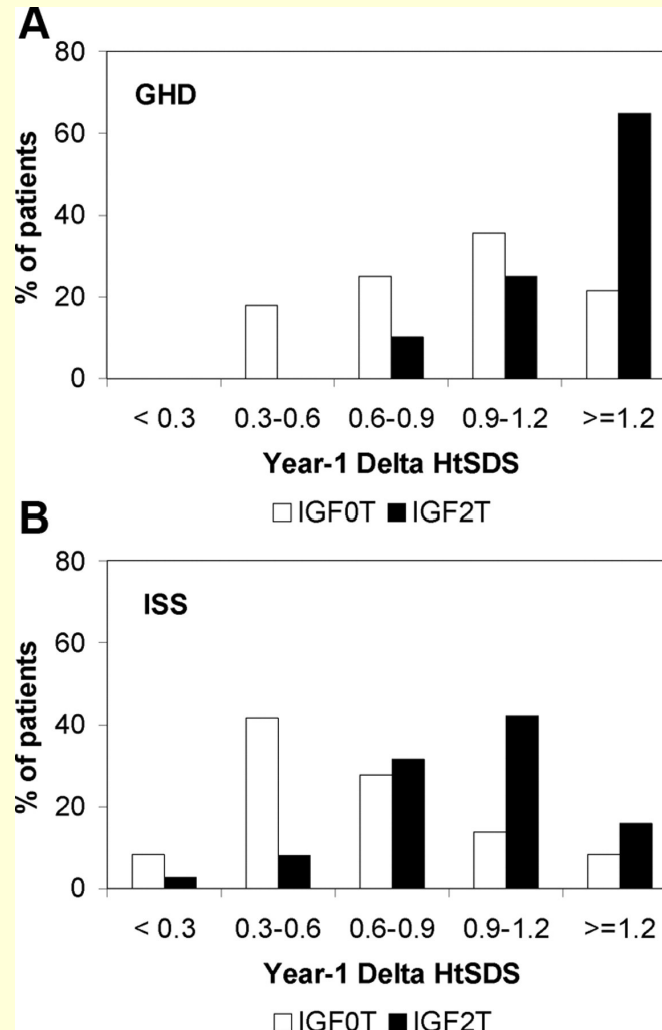 A
80
GHD
60
40
20
0
% of patients
< 0.3 0.3-0.6 0.6-0.9 0.9-1.2 >=1.2
Year-1 Delta HtSDS
IGF0T IGF2T
B
80
ISS
60
40
20
0
% of patients
< 0.3 0.3-0.6 0.6-0.9 0.9-1.2 >=1.2
Year-1 Delta HtSDS
IGF0T IGF2T